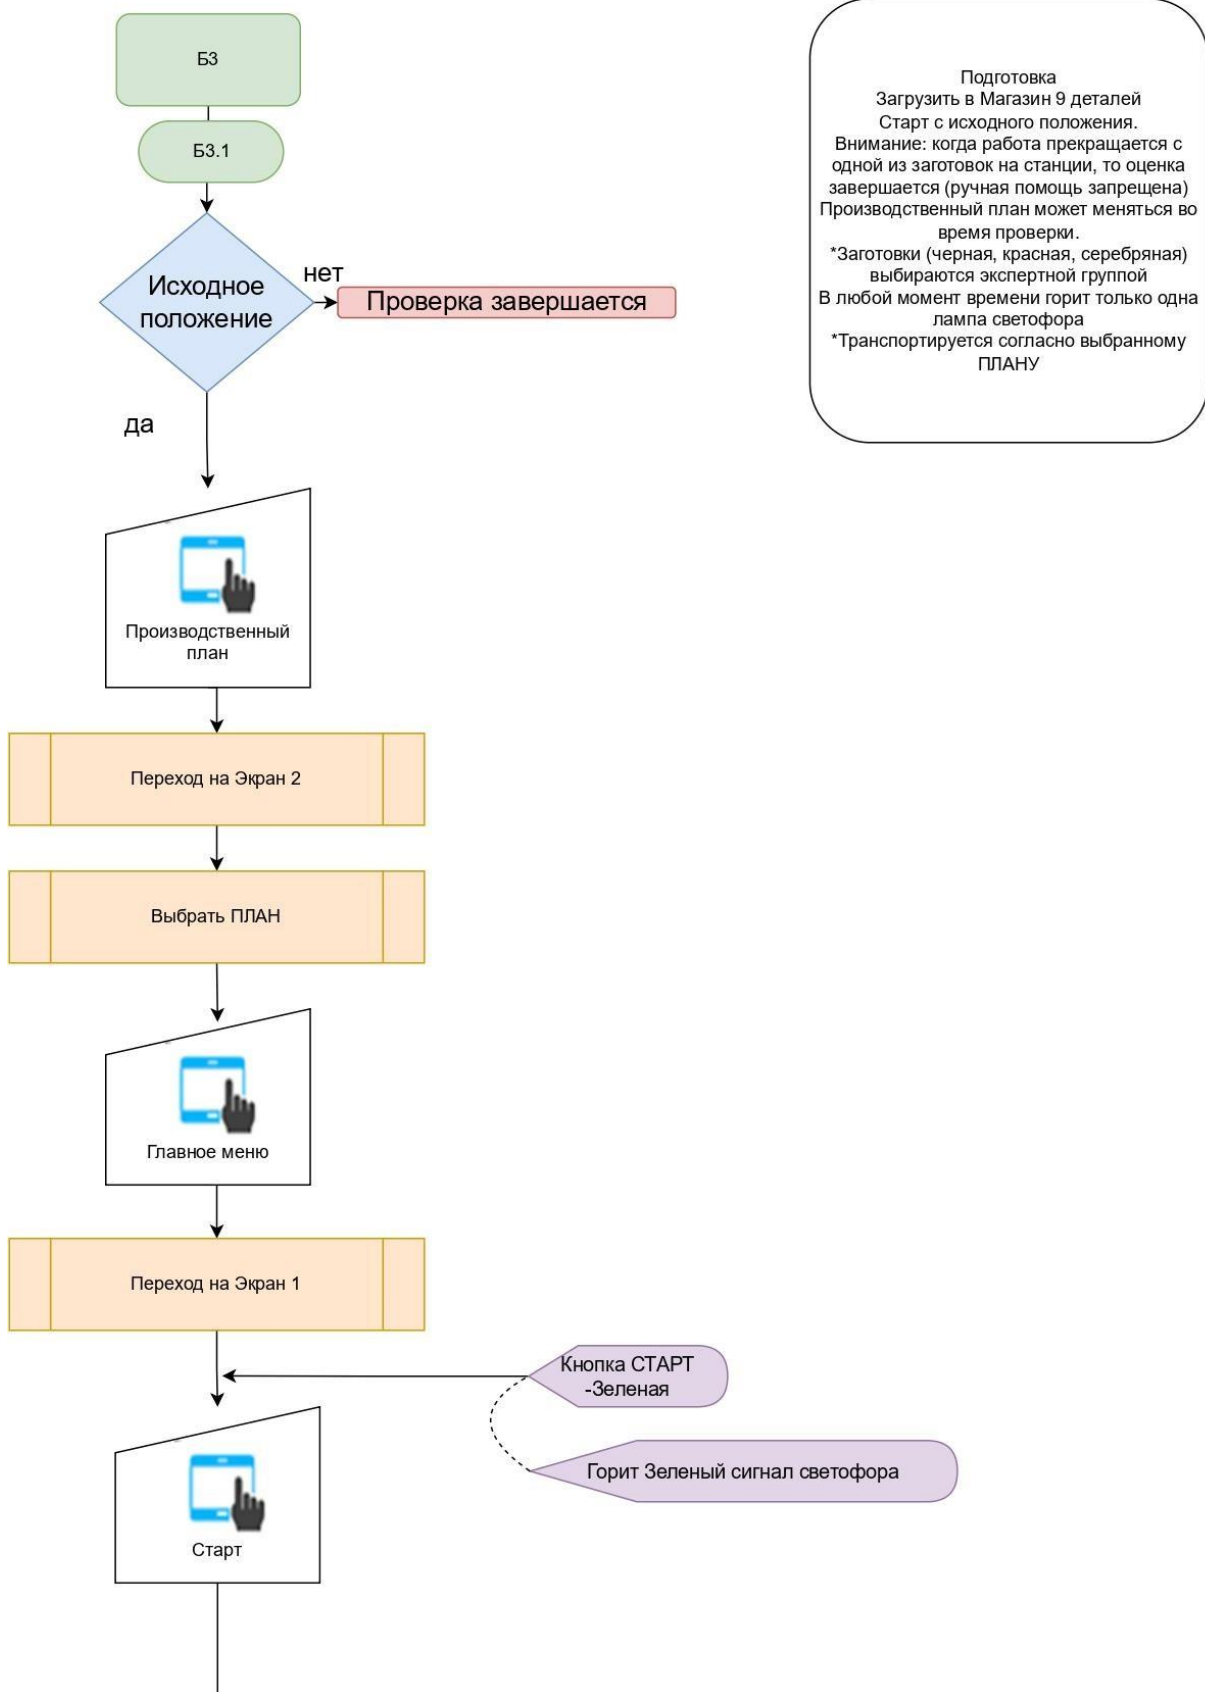 Б3
Б3.1
Исходное
положение
нет
Проверка завершается
да
Подготовка
Загрузить в Магазин 9 деталей
Старт с исходного положения.
Внимание: когда работа прекращается с
одной из заготовок на станции, то оценка
завершается (ручная помощь запрещена)
Производственный план может меняться во
время проверки.
*Заготовки (черная, красная, серебряная)
выбираются экспертной группой
В любой момент времени горит только одна
лампа светофора
*Транспортируется согласно выбранному
ПЛАНУ
Производственный
план
Переход на Экран 2
Выбрать ПЛАН
Главное меню
Переход на Экран 1
Кнопка СТАРТ
-Зеленая
Горит Зеленый сигнал светофора
Старт